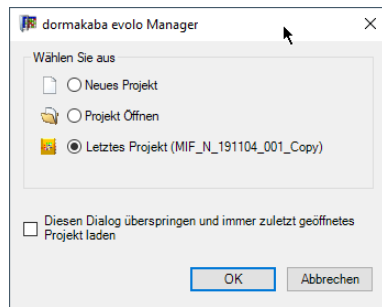 dormakaba evolo Manager
Wählen Sie aus
Neues Projekt
Projekt Öffnen
Letztes Projekt (MIF_N_191104_001_Copy)
Diesen Dialog überspringen und immer zuletzt geöffnetes
Projekt laden
OK
Abbrechen